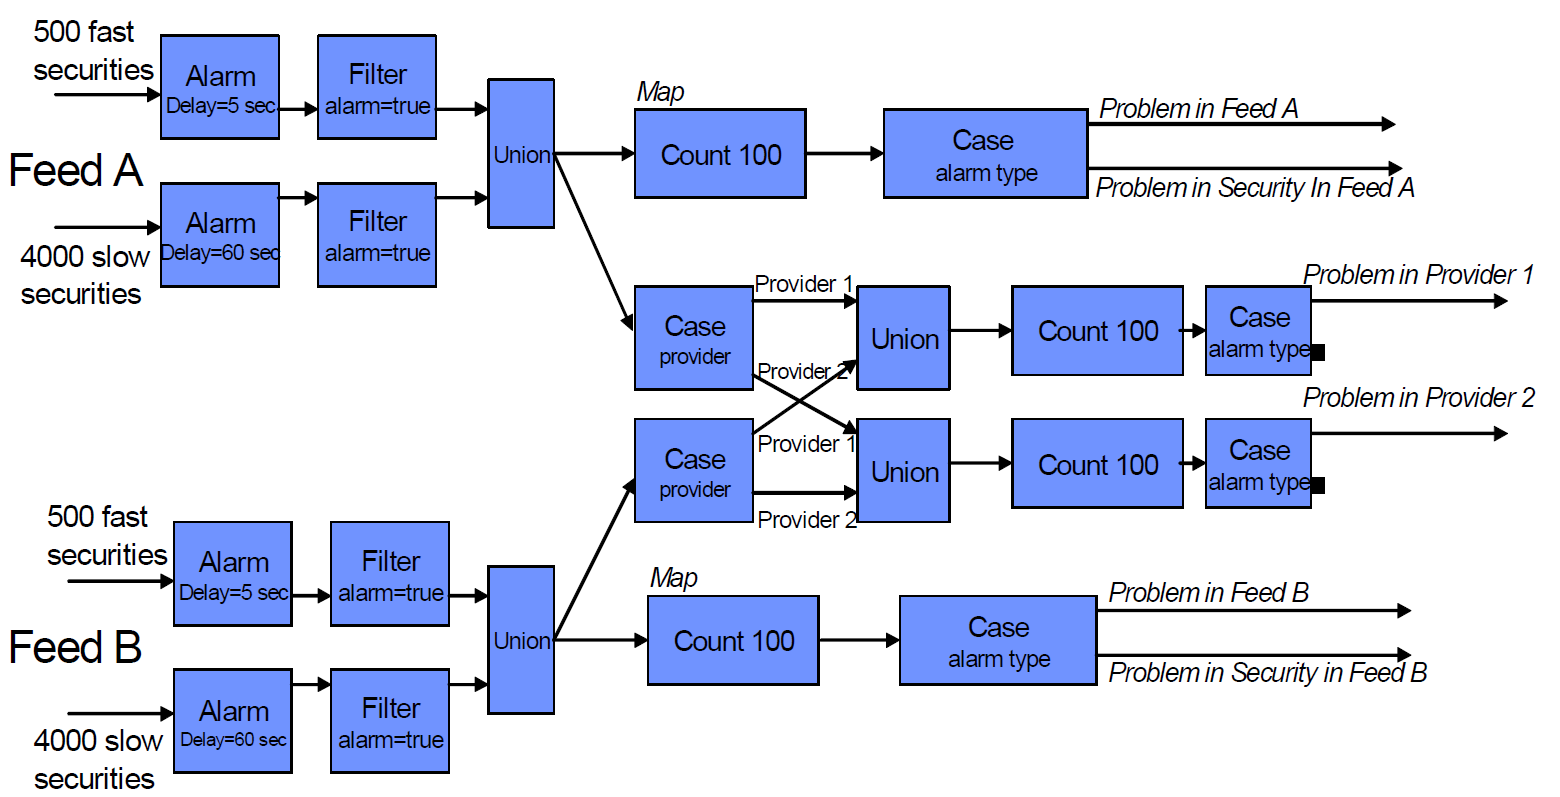 500 fast
securities
Alarm
Delay=5 sec
Filter
alarm=true
Feed A
Alarm
Delay=60 sec
Filter
alarm=true
4000 slow
securities
Union
Map
Count 100
Case
alarm type
Problem in Feed A
Problem in Security In Feed A
Case
provider
Provider 1
Provider 2
Union
Count 100
Case
alarm type
Problem in Provider 1
Case
provider
Provider 1
Provider 2
Union
Count 100
Case
alarm type
Problem in Provider 2
500 fast
securities
Alarm
Delay=5 sec
Filter
alarm=true
Feed B
Alarm
Delay=60 sec
Filter
alarm=true
4000 slow
securities
Union
Map
Count 100
Case
alarm type
Problem in Feed B
Problem in Security in Feed B